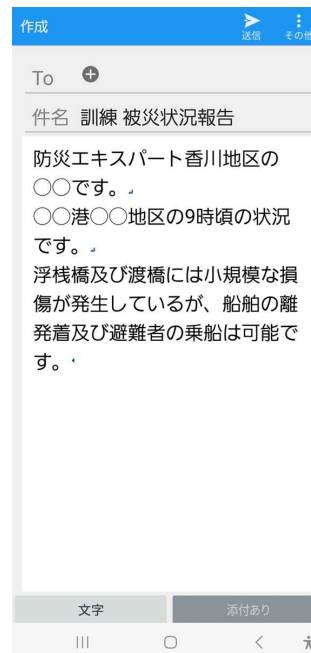 作成
送信
その他
To
件名 訓練 被災状況報告
防災エキスパート香川地区の
○○です。
○○港○○地区の9時頃の状況
です。
浮桟橋及び渡橋には小規模な損
傷が発生しているが、船舶の離
発着及び避難者の乗船は可能で
す。
文字
添付あり